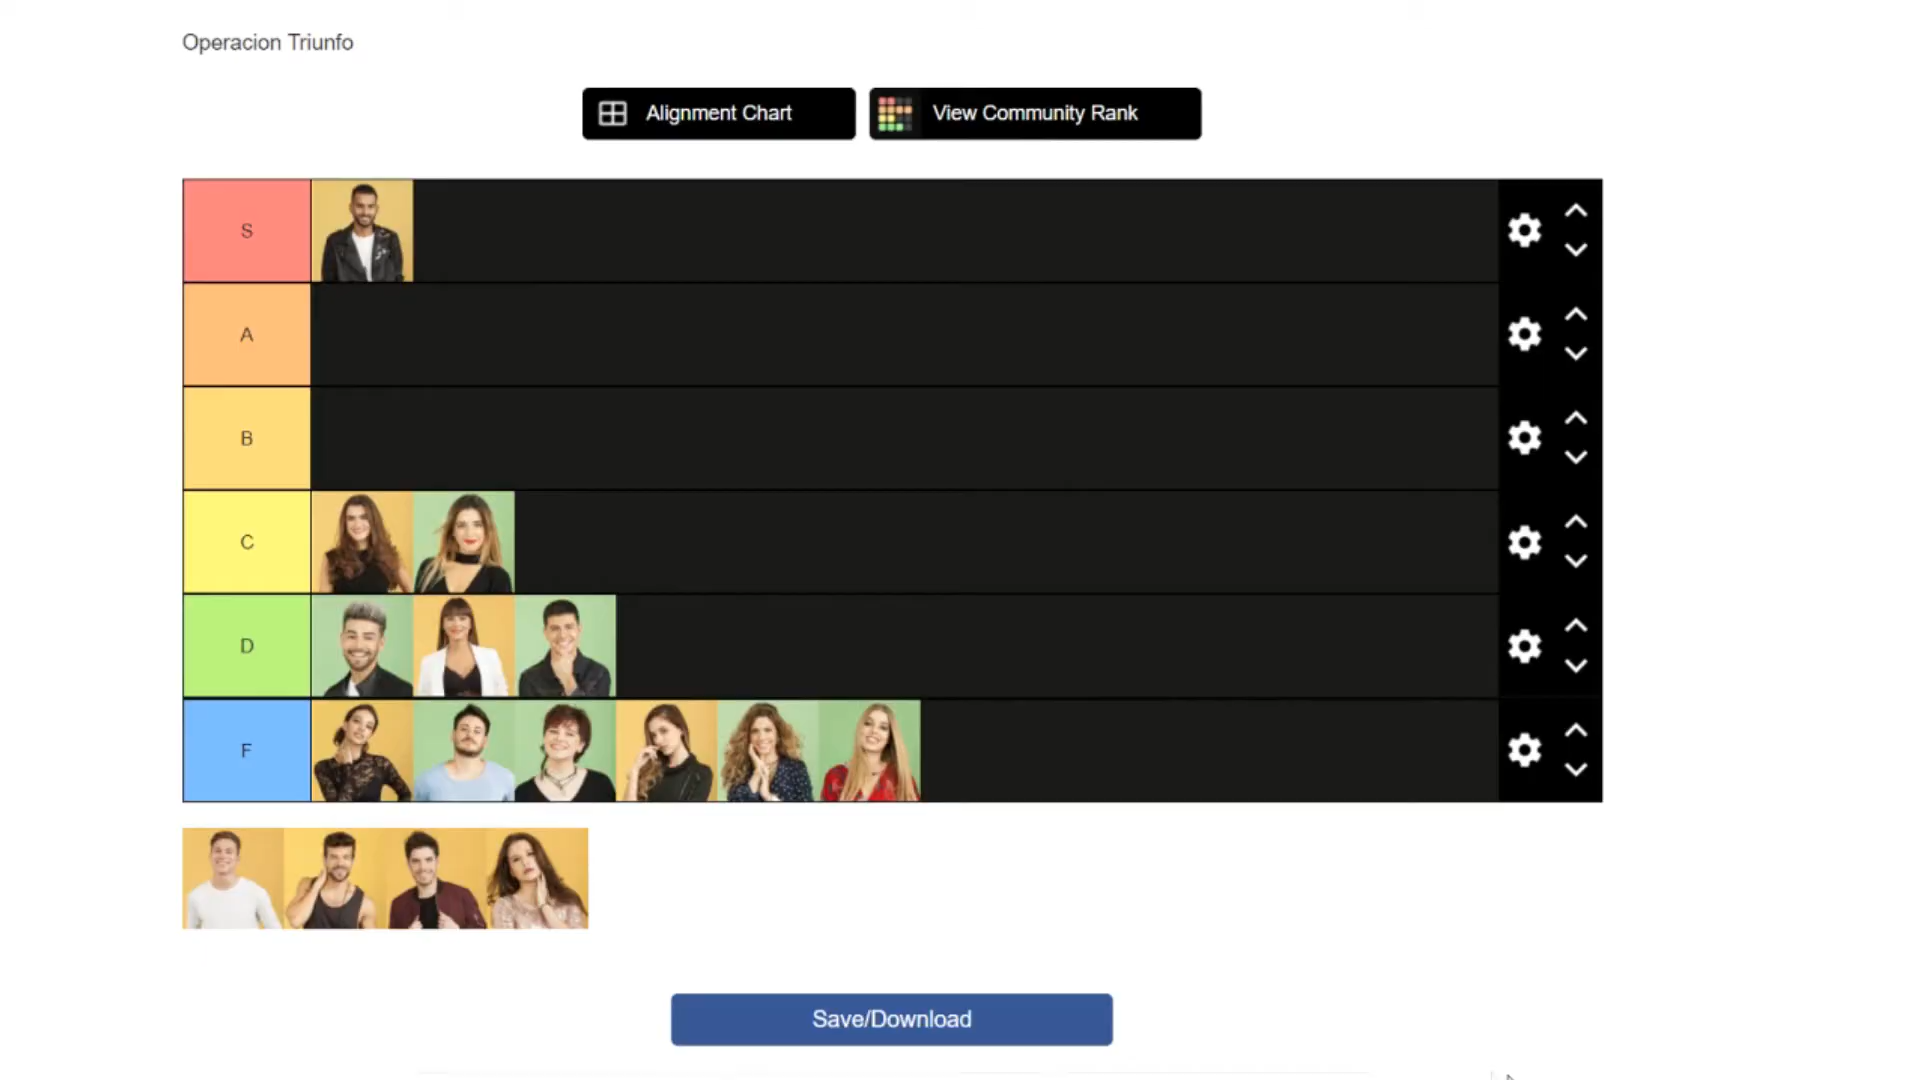 Operacion Triunfo
Alignment Chart
View Community Rank
S
A
B
C
D
F
Save/Download